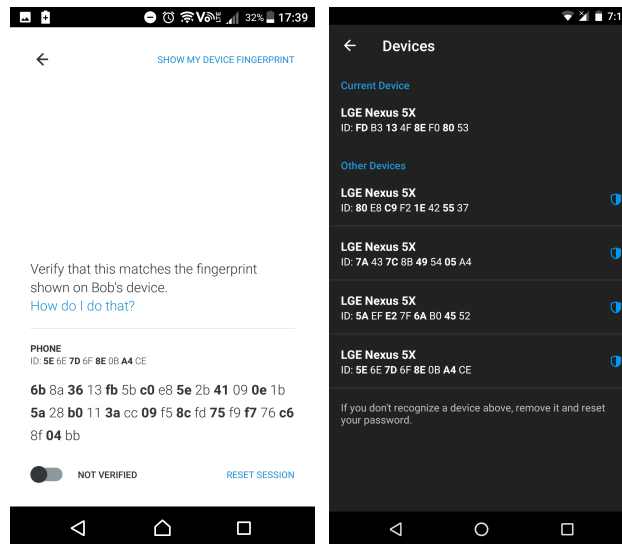 32% 17:39
SHOW MY DEVICE FINGERPRINT
Verify that this matches the fingerprint
shown on Bob's device.
How do I do that?
PHONE
ID: 5E 6E 7D 6F 8E 0B A4 CE
6b 8a 36 13 fb 5b c0 e8 5e 2b 41 09 0e 1b
5a 28 b0 11 3a cc 09 f5 8c fd 75 f9 f7 76 c6
8f 04 bb
NOT VERIFIED
RESET SESSION
7:1
Devices
Current Device
LGE Nexus 5X
ID: FD B3 13 4F 8E F0 80 53
Other Devices
LGE Nexus 5X
ID: 80 E8 C9 F2 1E 42 55 37
LGE Nexus 5X
ID: 7A 43 7C 8B 49 54 05 A4
LGE Nexus 5X
ID: 5A EF E2 7F 6A B0 45 52
LGE Nexus 5X
ID: 5E 6E 7D 6F 8E 0B A4 CE
If you don't recognize a device above, remove it and reset
your password.